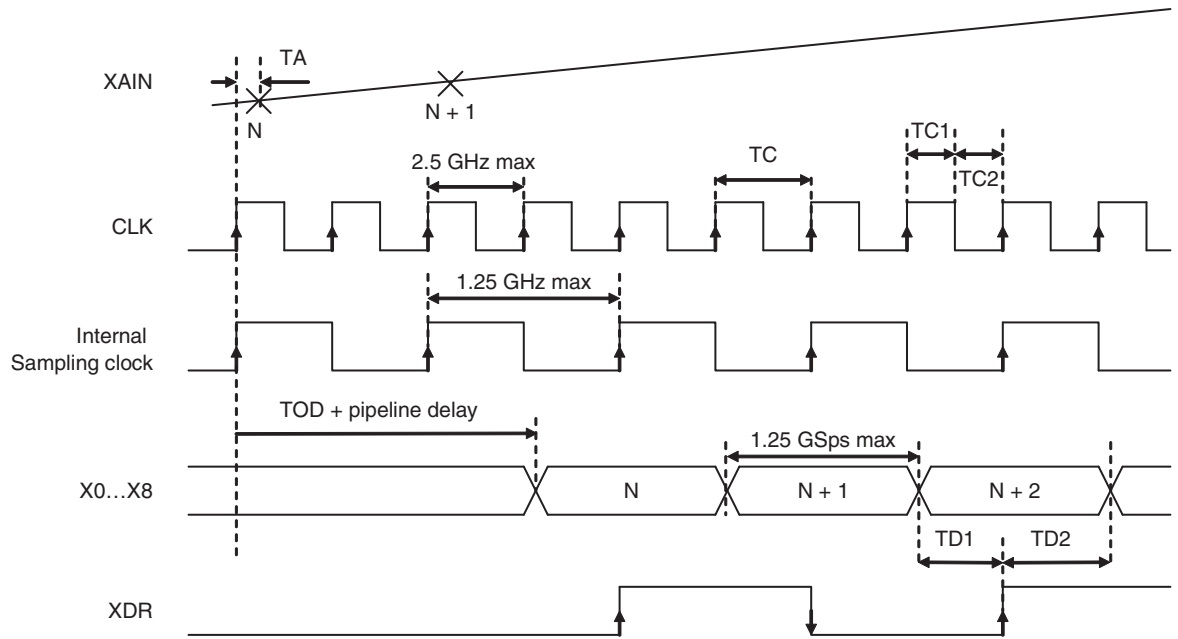 TA
XAIN
N
N + 1
TC1
2.5 GHz max
TC
TC2
CLK
1.25 GHz max
Internal
Sampling clock
TOD + pipeline delay
1.25 GSps max
X0...X8
N
N + 1
N + 2
TD1
TD2
XDR